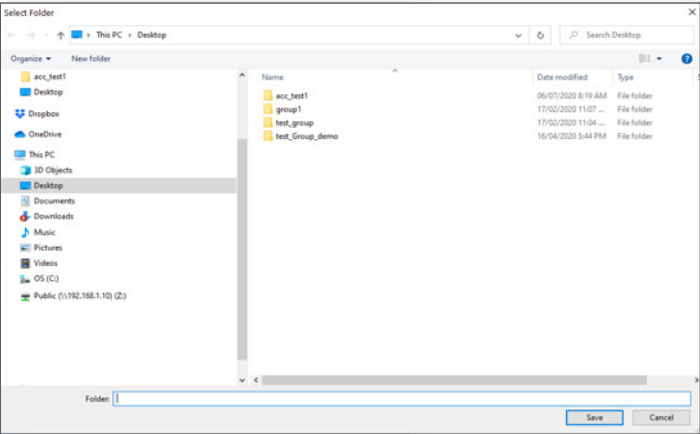 Select Folder
This PC > Desktop
Search Desktop
Organize
New folder
acc_test1
Desktop
Dropbox
OneDrive
This PC
3D Objects
Desktop
Documents
Downloads
Music
Pictures
Videos
OS (C:)
Public (\\192.168.1.10) (Z:)
Name Date modified Type
acc_test1 06/07/2020 8:19 AM File folder
group1 17/02/2020 11:07 ... File folder
test_group 17/02/2020 11:04 ... File folder
test_Group_demo 16/04/2020 5:44 PM File folder
Folder:
Save Cancel